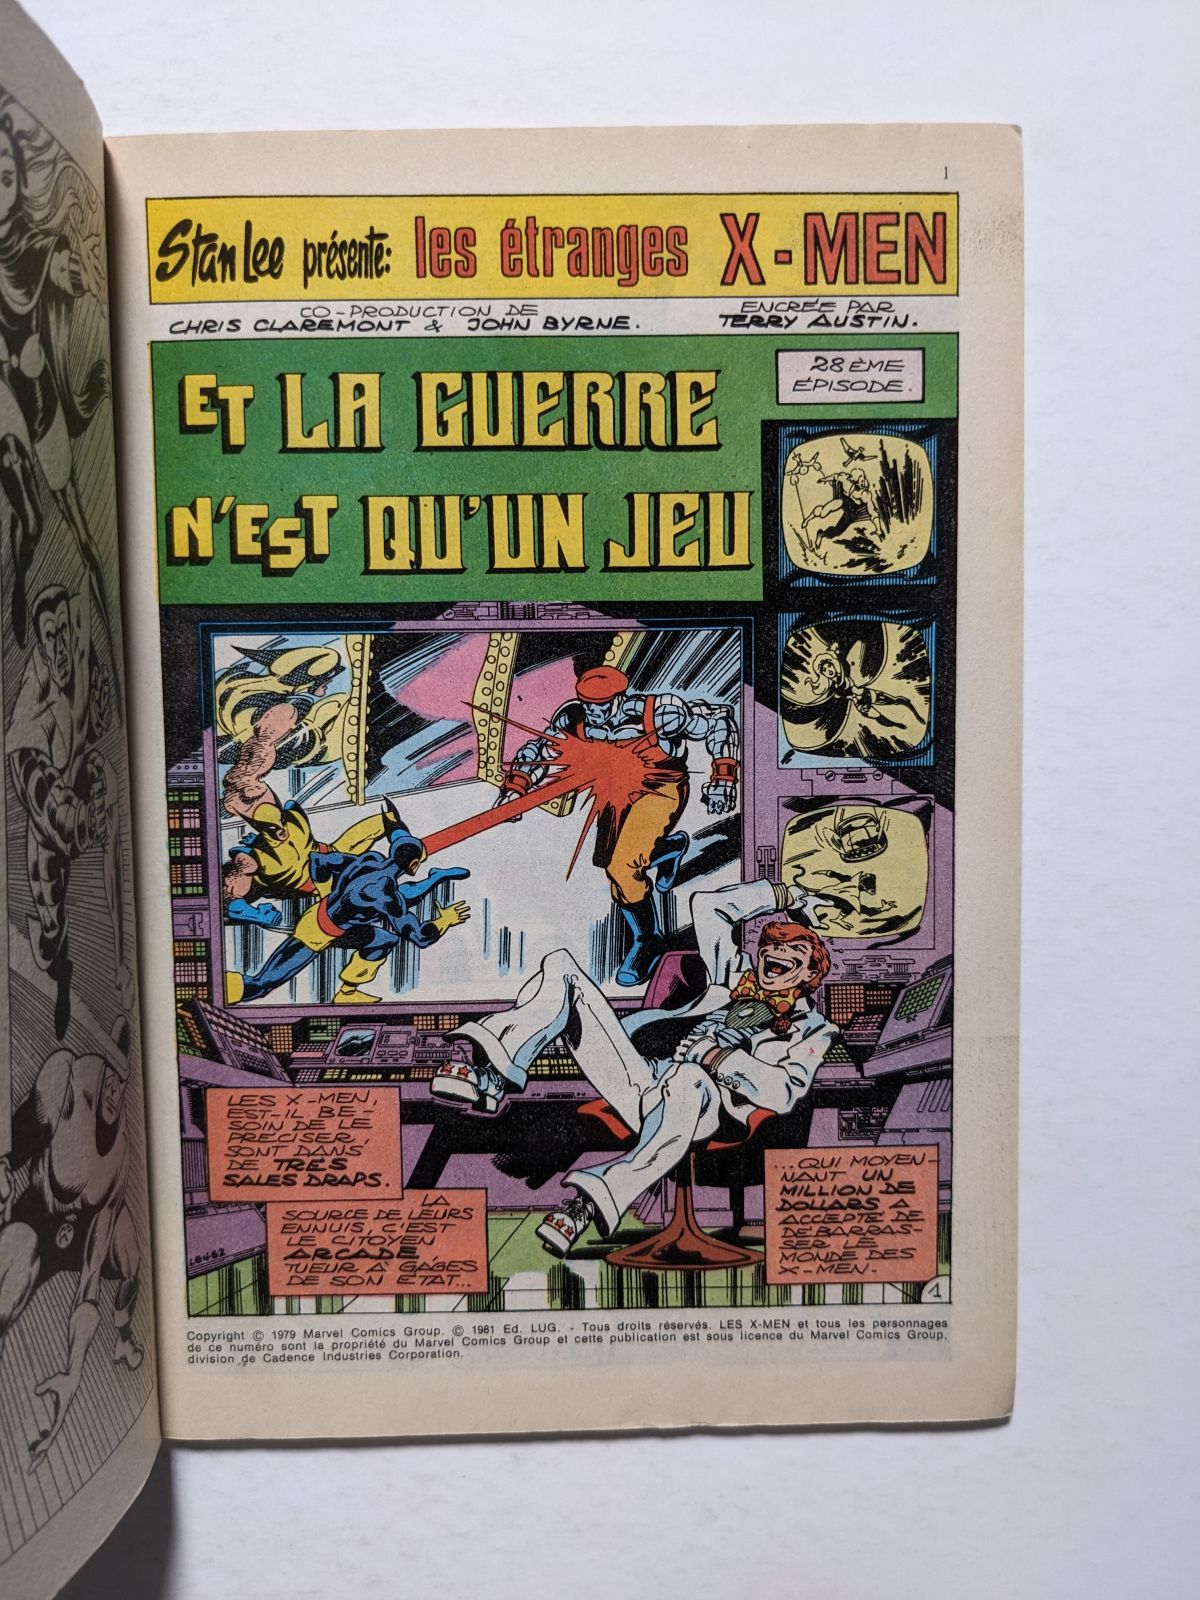 1
Stan Lee présente: les étranges X-MEN
CO-PRODUCTION DE
CHRIS CLAREMONT & JOHN BYRNE.
ENCRÉE PAR
TERRY AUSTIN.
ET LA GUERRE
N'EST QU'UN JEU
28ÈME
ÉPISODE.
LES X-MEN,
EST-IL BE-
SOIN DE LE
PRÉCISER,
SONT DANS
DE TRÈS
SALES DRAPS.
LA
SOURCE DE LEURS
ENNUIS, C'EST
LE CITOYEN
ARCADE
TUEUR À GAGES
DE SON ÉTAT...
...QUI MOYEN-
NANT UN
MILLION DE
DOLLARS A
ACCEPTÉ DE
DÉBARRAS-
SER LE
MONDE DES
X-MEN.
L6462
1
Copyright © 1979 Marvel Comics Group. © 1981 Ed. LUG. - Tous droits réservés. LES X-MEN et tous les personnages
de ce numéro sont la propriété du Marvel Comics Group et cette publication est sous licence du Marvel Comics Group,
division de Cadence Industries Corporation.